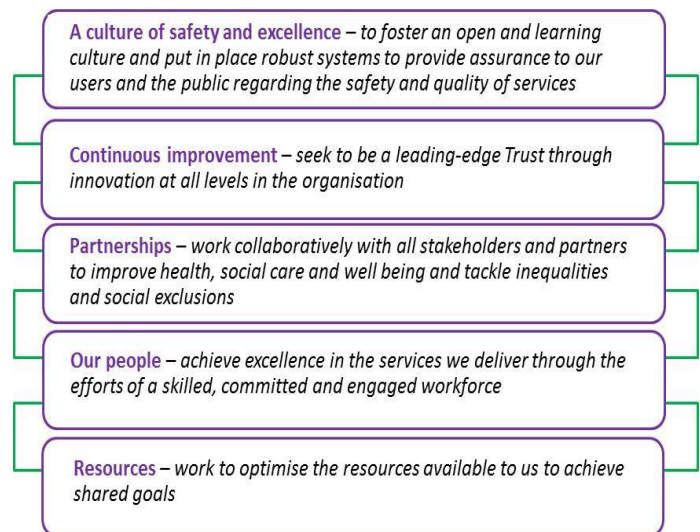 A culture of safety and excellence – to foster an open and learning
culture and put in place robust systems to provide assurance to our
users and the public regarding the safety and quality of services
Continuous improvement – seek to be a leading-edge Trust through
innovation at all levels in the organisation
Partnerships – work collaboratively with all stakeholders and partners
to improve health, social care and well being and tackle inequalities
and social exclusions
Our people – achieve excellence in the services we deliver through the
efforts of a skilled, committed and engaged workforce
Resources – work to optimise the resources available to us to achieve
shared goals